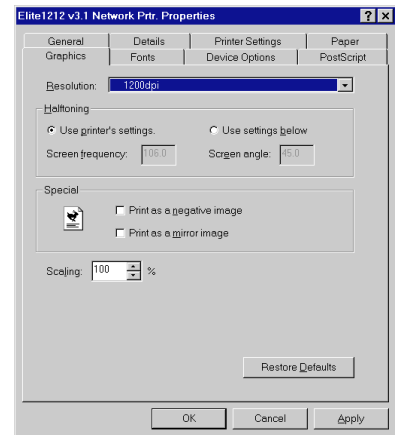 Elite1212 v3.1 Network Prtr. Properties
General Details Printer Settings Paper
Graphics Fonts Device Options PostScript
Resolution: 1200dpi
Halftoning
Use printer's settings. Use settings below
Screen frequency: 106.0 Screen angle: 45.0
Special
Print as a negative image
Print as a mirror image
Scaling: 100 %
Restore Defaults
OK Cancel Apply